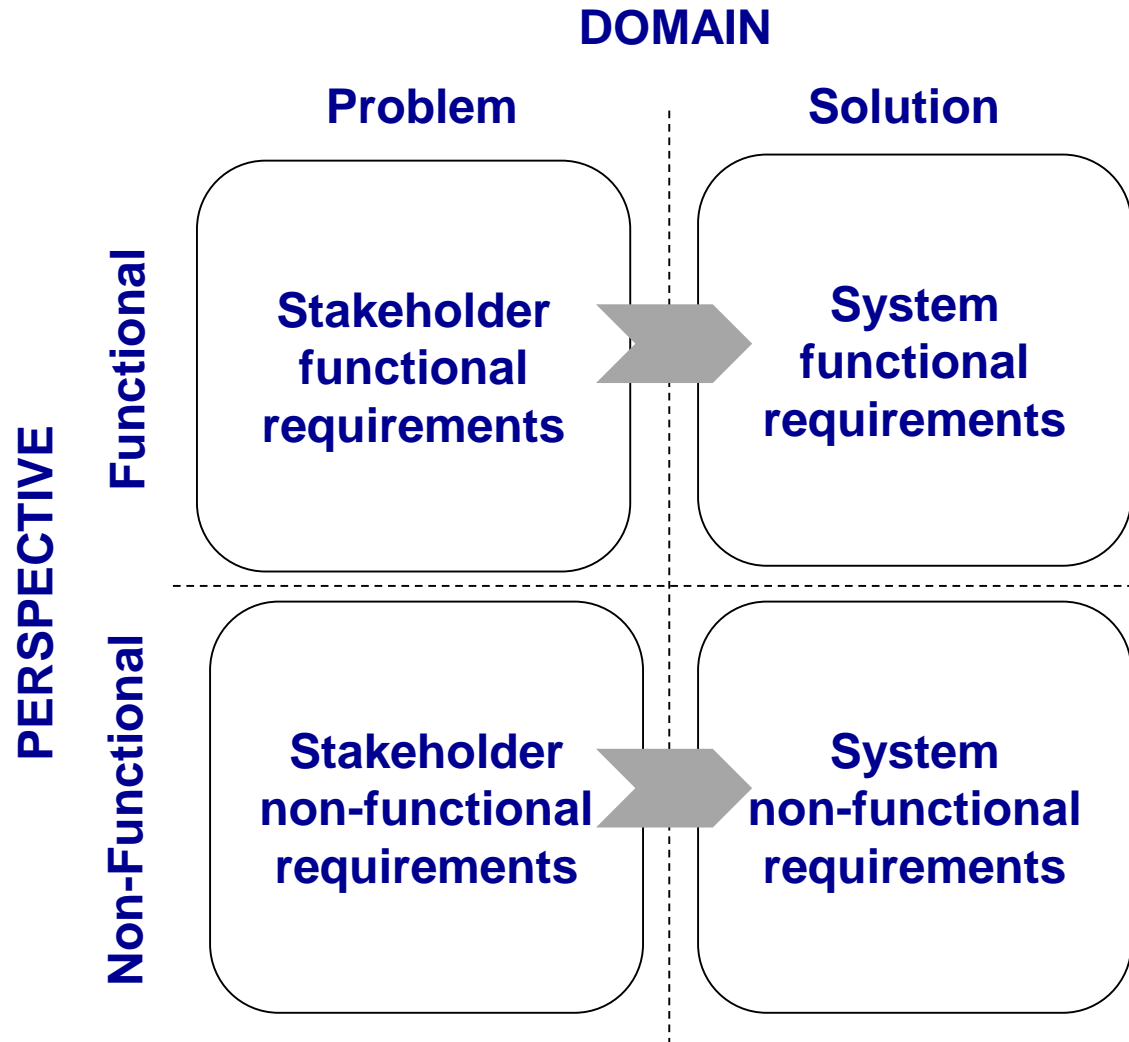 DOMAIN
Problem
Solution
PERSPECTIVE
Functional
Stakeholder
functional
requirements
System
functional
requirements
Non-Functional
Stakeholder
non-functional
requirements
System
non-functional
requirements